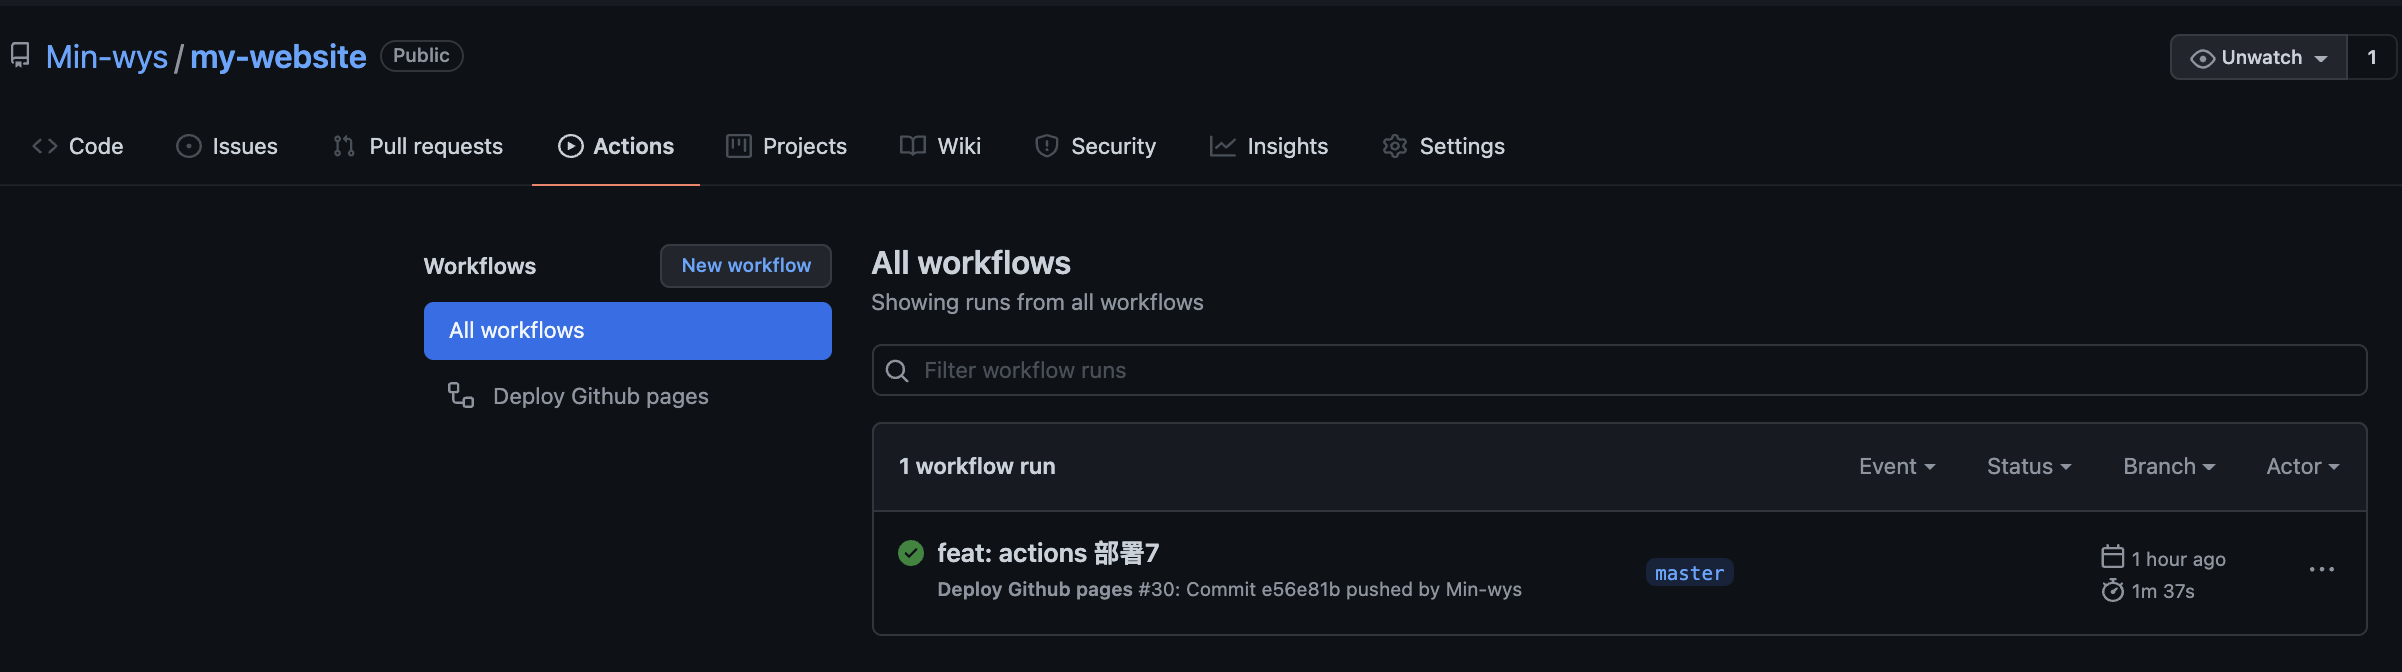 Min-wys / my-website Public
Unwatch 1
Code Issues Pull requests Actions Projects Wiki Security Insights Settings
Workflows
New workflow
All workflows
Deploy Github pages
All workflows
Showing runs from all workflows
Filter workflow runs
1 workflow run
Event Status Branch Actor
feat: actions 部署7
Deploy Github pages #30: Commit e56e81b pushed by Min-wys
master
1 hour ago
1m 37s